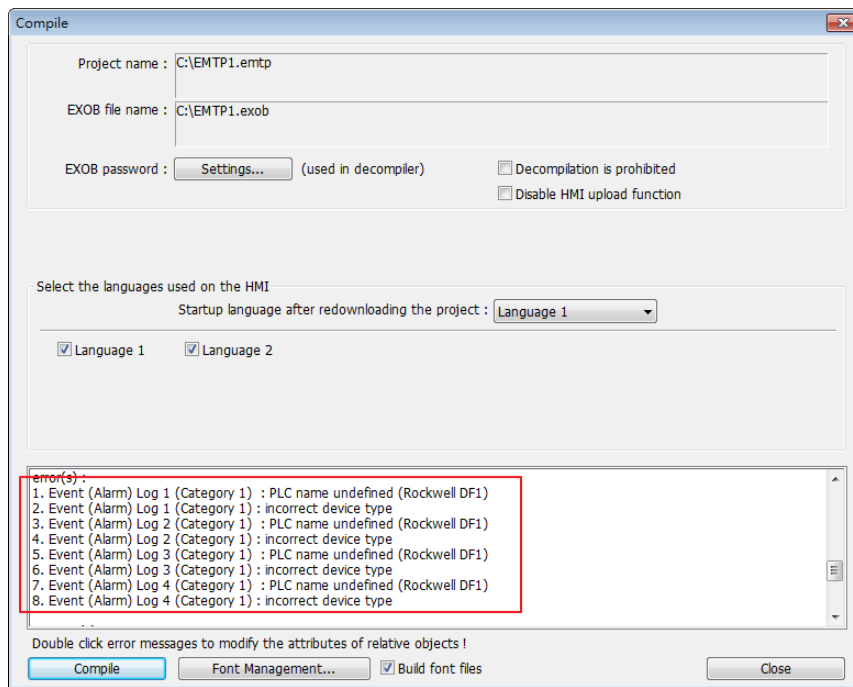 Compile
Project name : C:\EMTP1.emtp
EXOB file name : C:\EMTP1.exob
EXOB password : Settings... (used in decompiler) Decompilation is prohibited
Disable HMI upload function
Select the languages used on the HMI
Startup language after redownloading the project : Language 1
Language 1 Language 2
error(s) :
1. Event (Alarm) Log 1 (Category 1)  : PLC name undefined (Rockwell DF1)
2. Event (Alarm) Log 1 (Category 1) : incorrect device type
3. Event (Alarm) Log 2 (Category 1)  : PLC name undefined (Rockwell DF1)
4. Event (Alarm) Log 2 (Category 1) : incorrect device type
5. Event (Alarm) Log 3 (Category 1)  : PLC name undefined (Rockwell DF1)
6. Event (Alarm) Log 3 (Category 1) : incorrect device type
7. Event (Alarm) Log 4 (Category 1)  : PLC name undefined (Rockwell DF1)
8. Event (Alarm) Log 4 (Category 1) : incorrect device type
Double click error messages to modify the attributes of relative objects !
Compile Font Management... Build font files Close